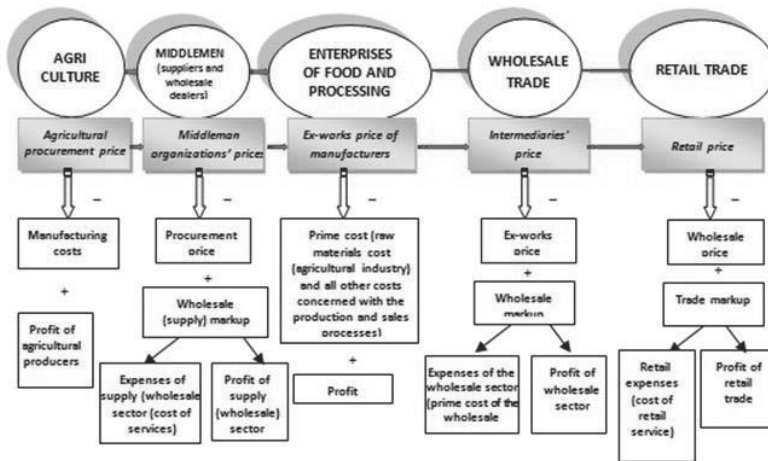 AGRI
CULTURE
MIDDLEMEN
(suppliers and
wholesale
dealers)
ENTERPRISES
OF FOOD AND
PROCESSING
WHOLESALE
TRADE
RETAIL TRADE
Agricultural
procurement price
Middleman
organizations' prices
Ex-works price of
manufacturers
Intermediaries'
price
Retail price
–
–
–
–
–
Manufacturing
costs
+
Profit of
agricultural
producers
Procurement
price
+
Wholesale
(supply) markup
Expenses of
supply (wholesale
sector (cost of
services)
Profit of
supply
(wholesale)
sector
Prime cost (raw
materials cost
(agricultural industry)
and all other costs
concerned with the
production and sales
processes)
+
Profit
Ex-works
price
+
Wholesale
markup
Expenses of the
wholesale sector
(prime cost of the
wholesale
Profit of
wholesale
sector
Wholesale
price
+
Trade markup
Retail
expenses
(cost of
retail
service)
Profit of
retail
trade